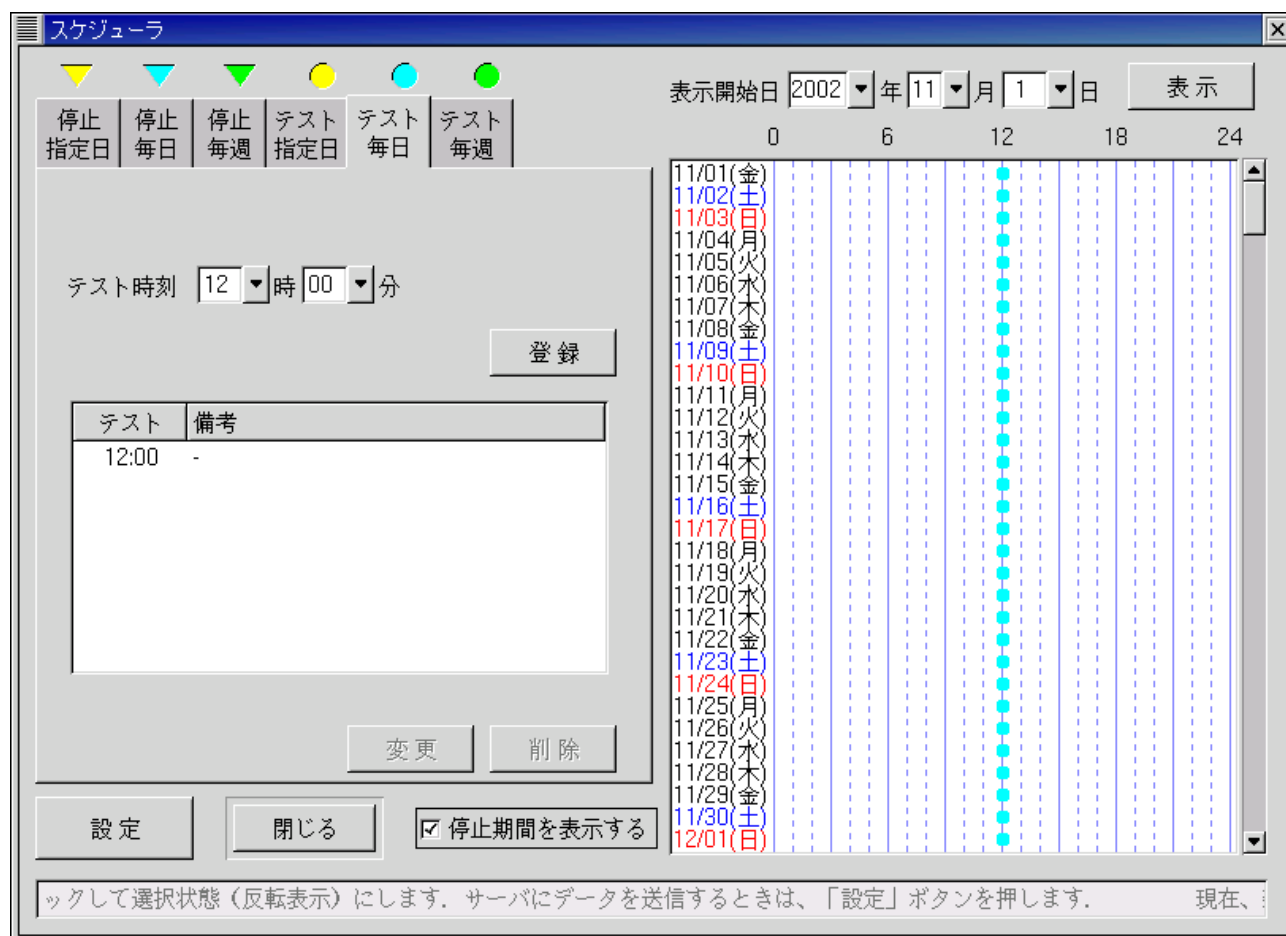 スケジューラ
停止
指定日
停止
毎日
停止
毎週
テスト
指定日
テスト
毎日
テスト
毎週
テスト時刻 12 時 00 分
登 録
テスト 備考
12:00 -
変 更 削 除
設 定 閉じる 停止期間を表示する
表示開始日 2002 年 11 月 1 日 表 示
0 6 12 18 24
11/01(金)
11/02(土)
11/03(日)
11/04(月)
11/05(火)
11/06(水)
11/07(木)
11/08(金)
11/09(土)
11/10(日)
11/11(月)
11/12(火)
11/13(水)
11/14(木)
11/15(金)
11/16(土)
11/17(日)
11/18(月)
11/19(火)
11/20(水)
11/21(木)
11/22(金)
11/23(土)
11/24(日)
11/25(月)
11/26(火)
11/27(水)
11/28(木)
11/29(金)
11/30(土)
12/01(日)
ックして選択状態（反転表示）にします．サーバにデータを送信するときは、「設定」ボタンを押します． 現在、